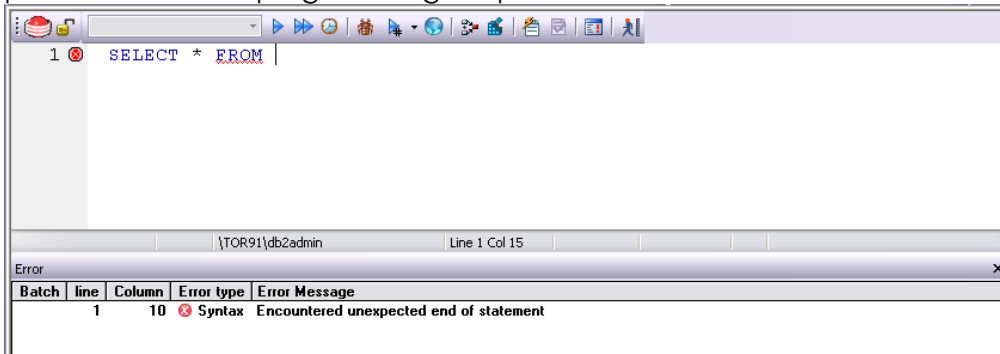 1 SELECT * FROM
\TOR91\db2admin Line 1 Col 15
Error
Batch line Column Error type Error Message
1 10 Syntax Encountered unexpected end of statement